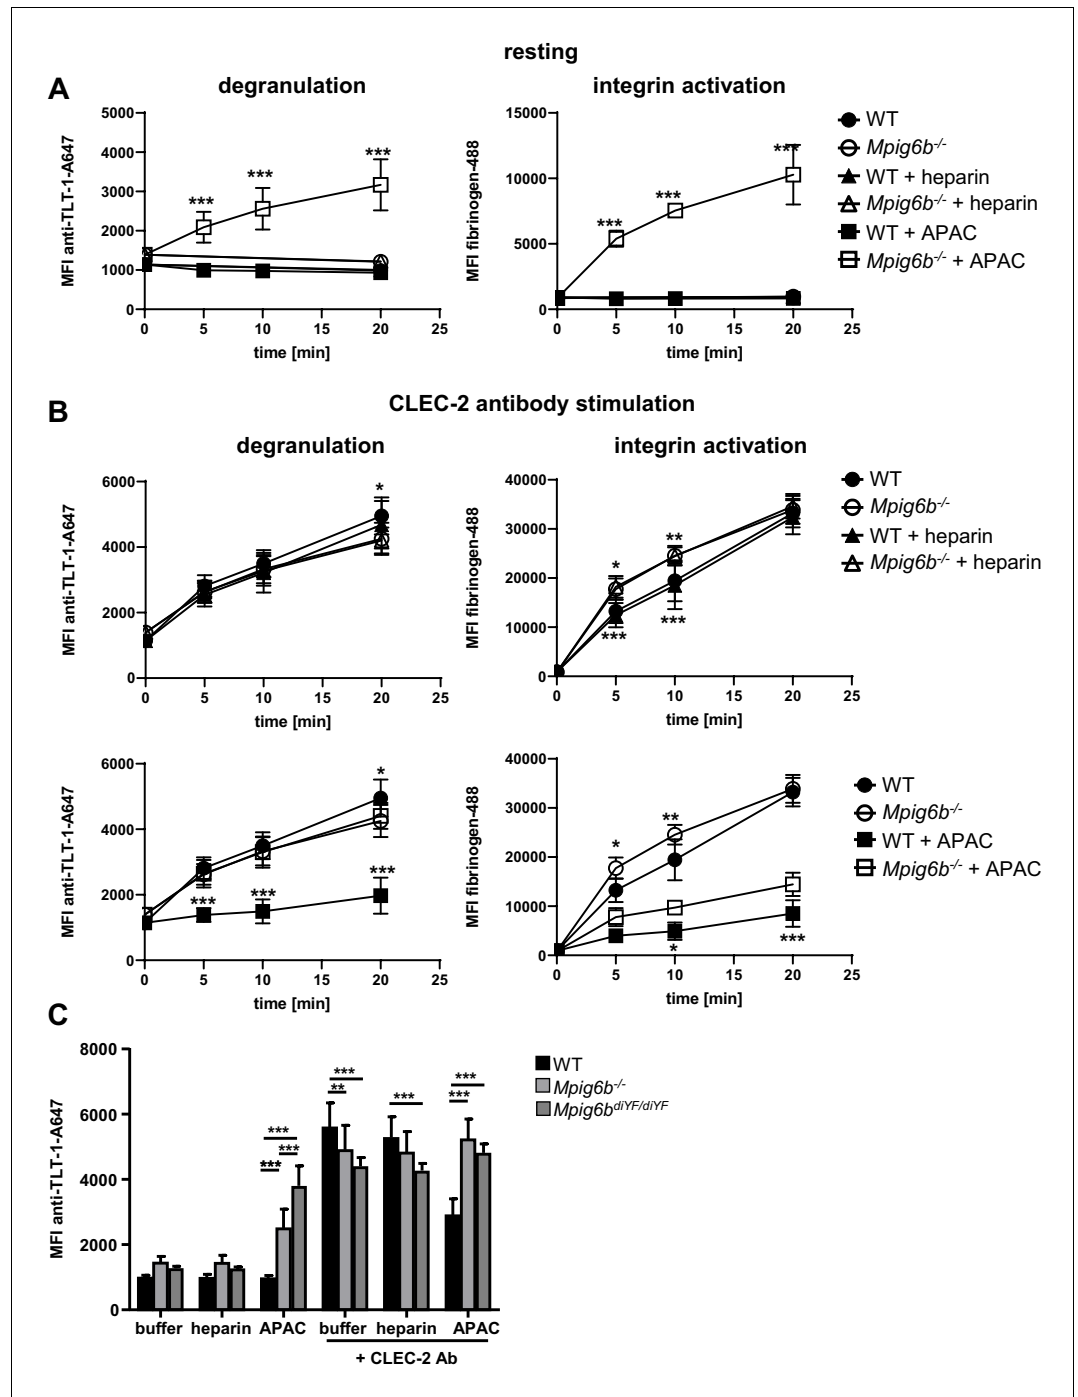 resting
A
degranulation
integrin activation
MFI anti-TLT-1-A647
5000
4000
3000
2000
1000
0
***
***
***
0 5 10 15 20 25
time [min]
MFI fibrinogen-488
15000
10000
5000
0
***
***
***
0 5 10 15 20 25
time [min]
WT
Mpig6b-/-
WT + heparin
Mpig6b-/- + heparin
WT + APAC
Mpig6b-/- + APAC
B
CLEC-2 antibody stimulation
degranulation
integrin activation
MFI anti-TLT-1-A647
6000
4000
2000
0
*
0 5 10 15 20 25
time [min]
MFI fibrinogen-488
40000
30000
20000
10000
0
*
**
***
***
0 5 10 15 20 25
time [min]
WT
Mpig6b-/-
WT + heparin
Mpig6b-/- + heparin
MFI anti-TLT-1-A647
6000
4000
2000
0
*
***
***
***
0 5 10 15 20 25
time [min]
MFI fibrinogen-488
40000
30000
20000
10000
0
*
**
*
***
0 5 10 15 20 25
time [min]
WT
Mpig6b-/-
WT + APAC
Mpig6b-/- + APAC
C
MFI anti-TLT-1-A647
8000
6000
4000
2000
0
***
***
***
***
**
***
***
***
buffer heparin APAC buffer heparin APAC
+ CLEC-2 Ab
WT
Mpig6b-/-
Mpig6bdiYF/diYF